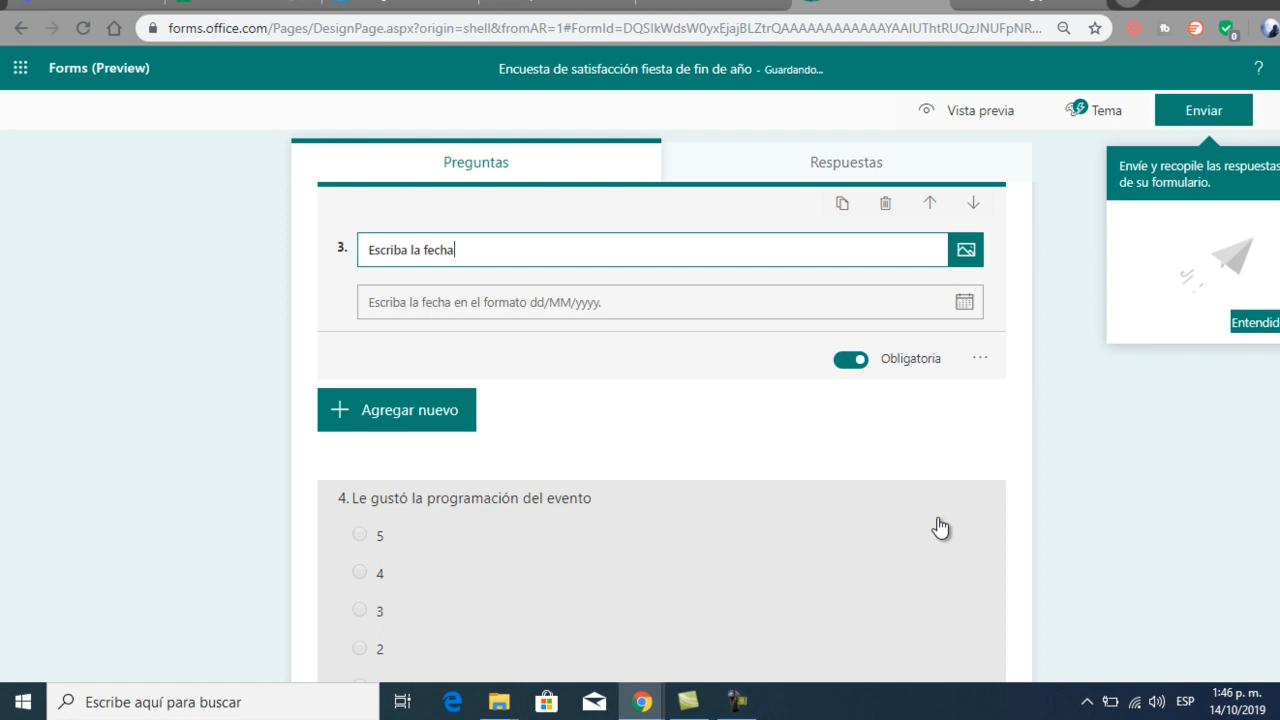 forms.office.com/Pages/DesignPage.aspx?origin=shell&fromAR=1#FormId=DQSIkWdsW0yxEjajBLZtrQAAAAAAAAAAAAYAAIUThtRUQzJNUFpNR...
Forms (Preview)
Encuesta de satisfacción fiesta de fin de año - Guardando...
?
Vista previa
Tema
Enviar
Preguntas
Respuestas
Envíe y recopile las respuestas
de su formulario.
3.
Escriba la fecha
Escriba la fecha en el formato dd/MM/yyyy.
Entendid
Obligatoria
...
+ Agregar nuevo
4. Le gustó la programación del evento
5
4
3
2
Escribe aquí para buscar
ESP
1:46 p. m.
14/10/2019